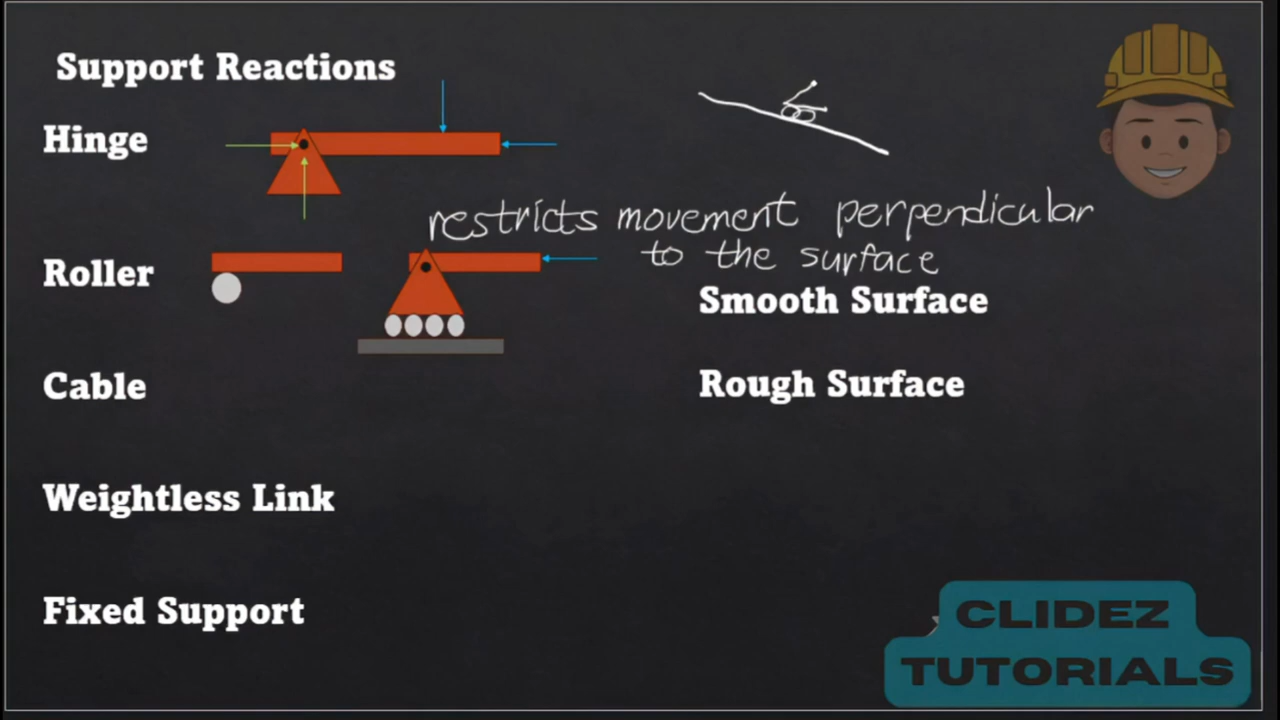 Support Reactions
Hinge
restricts movement perpendicular
to the surface
Roller
Smooth Surface
Cable
Rough Surface
Weightless Link
Fixed Support
CLIDEZ
TUTORIALS